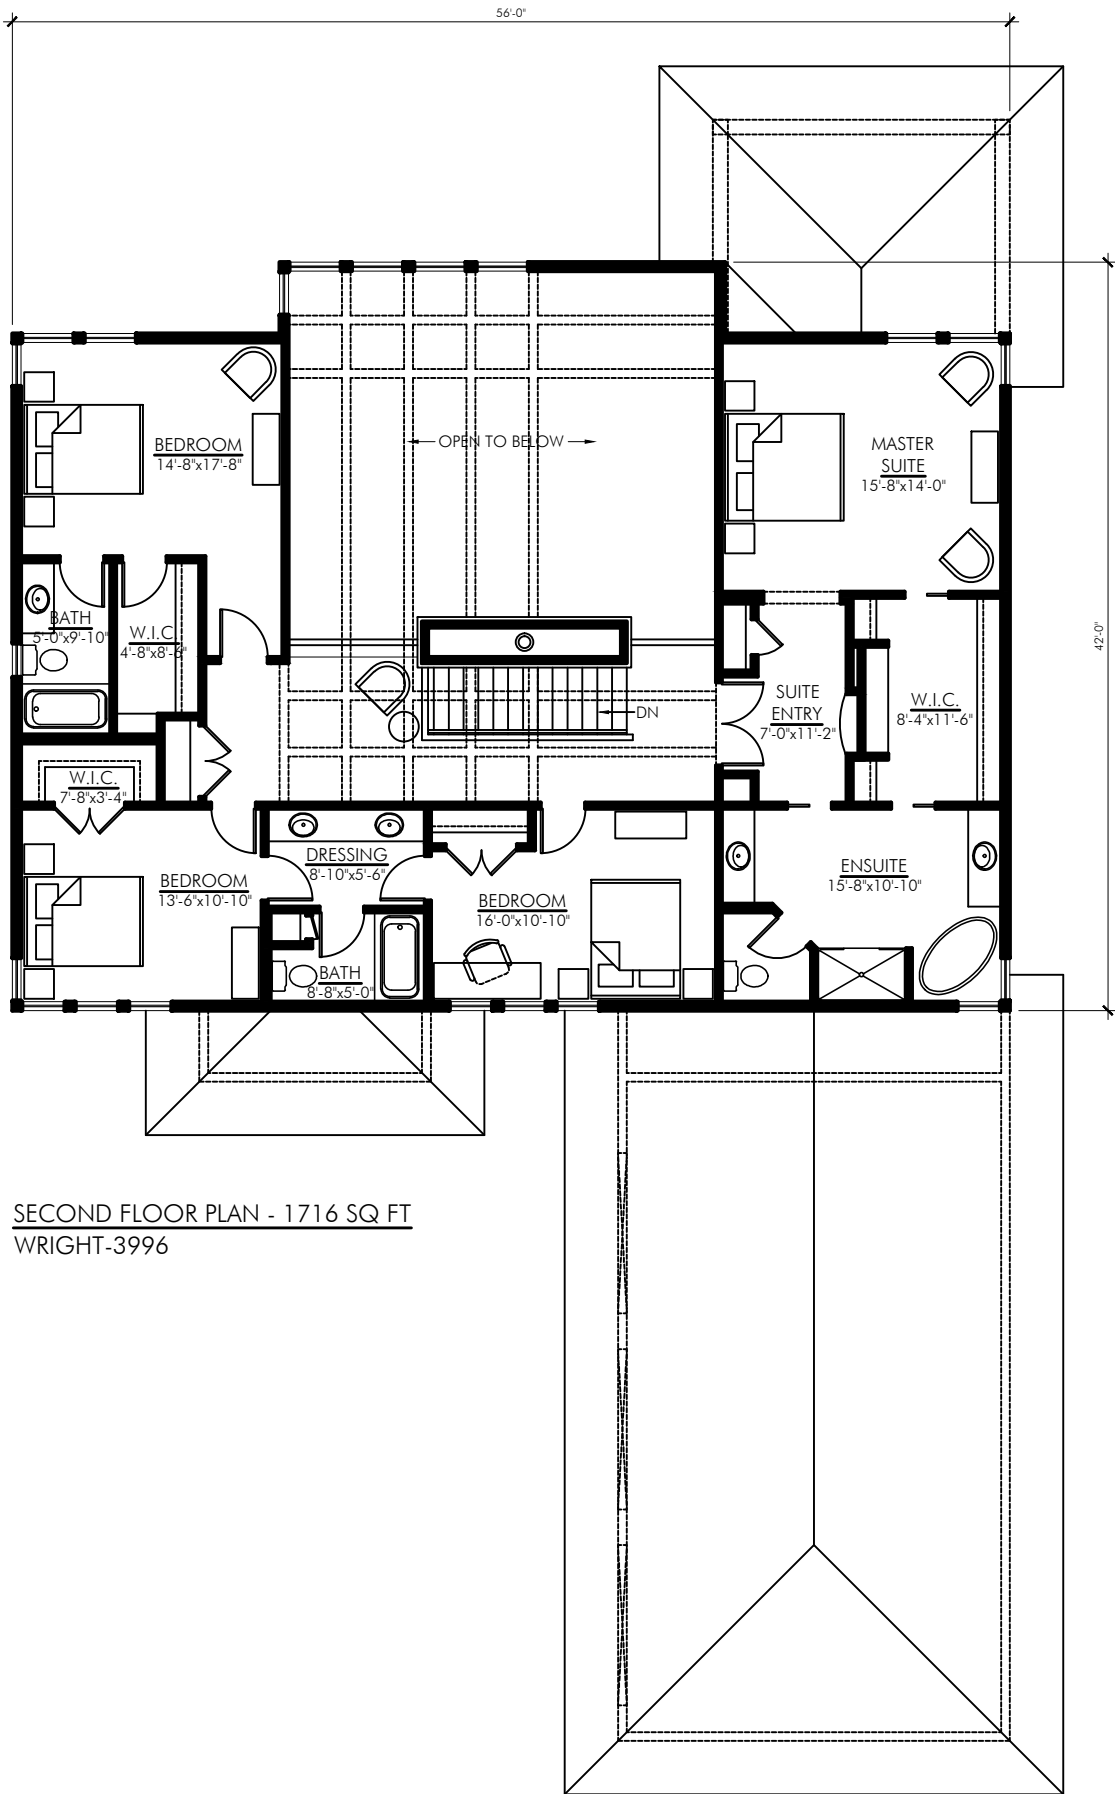 56'-0"
OPEN TO BELOW
BEDROOM
14'-8"x17'-8"
MASTER
SUITE
15'-8"x14'-0"
42'-0"
BATH
5'-0"x9'-10"
W.I.C.
4'-8"x8'-6"
DN
SUITE
ENTRY
7'-0"x11'-2"
W.I.C.
8'-4"x11'-6"
W.I.C.
7'-8"x3'-4"
DRESSING
8'-10"x5'-6"
BEDROOM
13'-6"x10'-10"
BEDROOM
16'-0"x10'-10"
ENSUITE
15'-8"x10'-10"
BATH
8'-8"x5'-0"
SECOND FLOOR PLAN - 1716 SQ FT
WRIGHT-3996